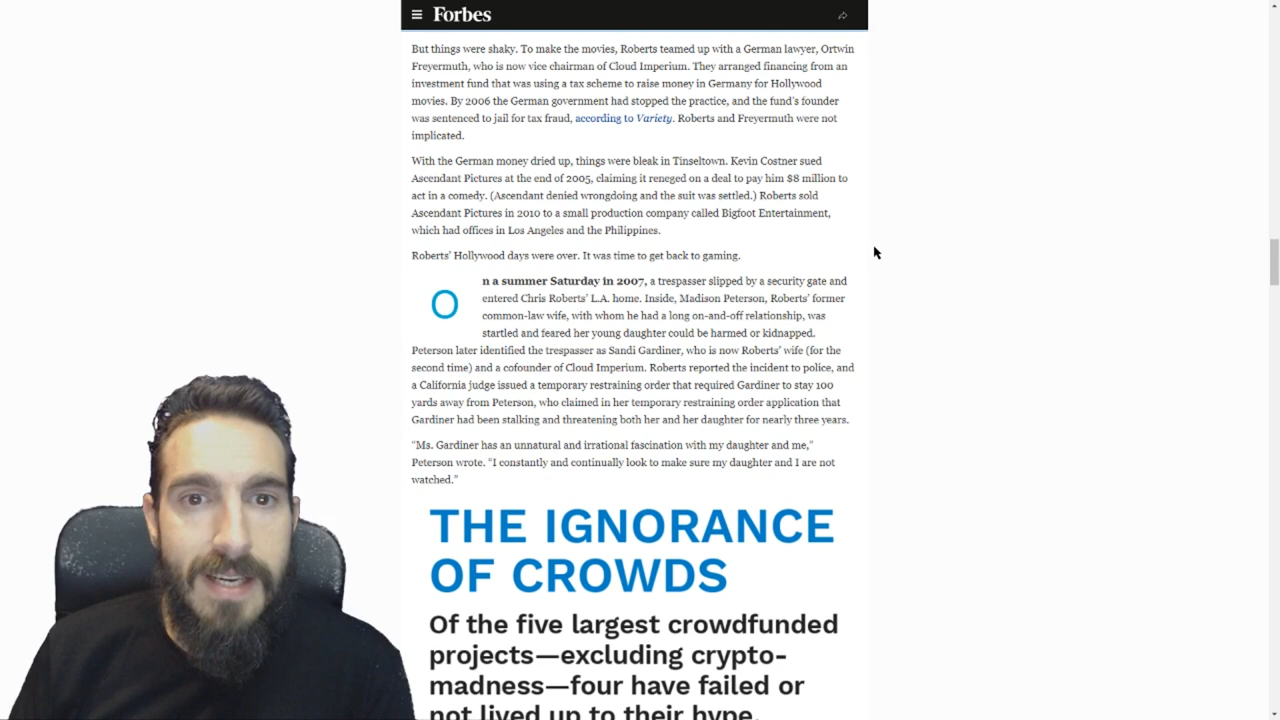 Forbes
But things were shaky. To make the movies, Roberts teamed up with a German lawyer, Ortwin
Freyermuth, who is now vice chairman of Cloud Imperium. They arranged financing from an
investment fund that was using a tax scheme to raise money in Germany for Hollywood
movies. By 2006 the German government had stopped the practice, and the fund's founder
was sentenced to jail for tax fraud, according to Variety. Roberts and Freyermuth were not
implicated.
With the German money dried up, things were bleak in Tinseltown. Kevin Costner sued
Ascendant Pictures at the end of 2005, claiming it reneged on a deal to pay him $8 million to
act in a comedy. (Ascendant denied wrongdoing and the suit was settled.) Roberts sold
Ascendant Pictures in 2010 to a small production company called Bigfoot Entertainment,
which had offices in Los Angeles and the Philippines.
Roberts' Hollywood days were over. It was time to get back to gaming.
On a summer Saturday in 2007, a trespasser slipped by a security gate and
entered Chris Roberts' L.A. home. Inside, Madison Peterson, Roberts' former
common-law wife, with whom he had a long on-and-off relationship, was
startled and feared her young daughter could be harmed or kidnapped.
Peterson later identified the trespasser as Sandi Gardiner, who is now Roberts' wife (for the
second time) and a cofounder of Cloud Imperium. Roberts reported the incident to police, and
a California judge issued a temporary restraining order that required Gardiner to stay 100
yards away from Peterson, who claimed in her temporary restraining order application that
Gardiner had been stalking and threatening both her and her daughter for nearly three years.
"Ms. Gardiner has an unnatural and irrational fascination with my daughter and me,"
Peterson wrote. "I constantly and continually look to make sure my daughter and I are not
watched."
THE IGNORANCE
OF CROWDS
Of the five largest crowdfunded
projects—excluding crypto-
madness—four have failed or
not lived up to their hype.